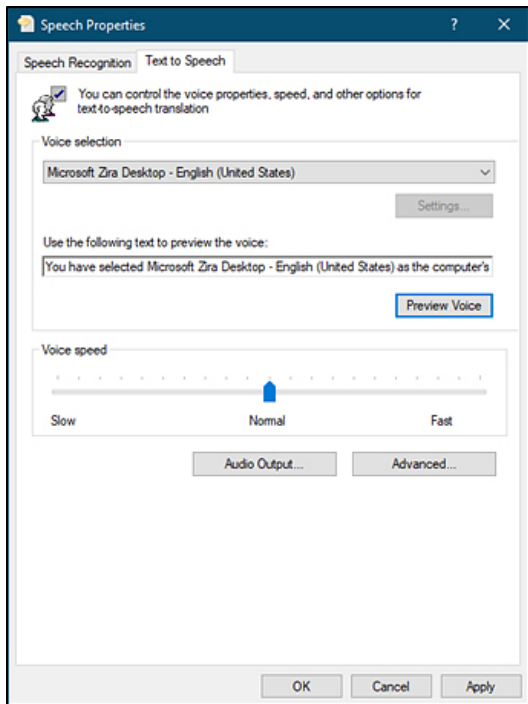 Speech Properties
?
Speech Recognition
Text to Speech
You can control the voice properties, speed, and other options for
text-to-speech translation
Voice selection
Microsoft Zira Desktop - English (United States)
Settings...
Use the following text to preview the voice:
You have selected Microsoft Zira Desktop - English (United States) as the computer's
Preview Voice
Voice speed
Slow
Normal
Fast
Audio Output...
Advanced...
OK
Cancel
Apply